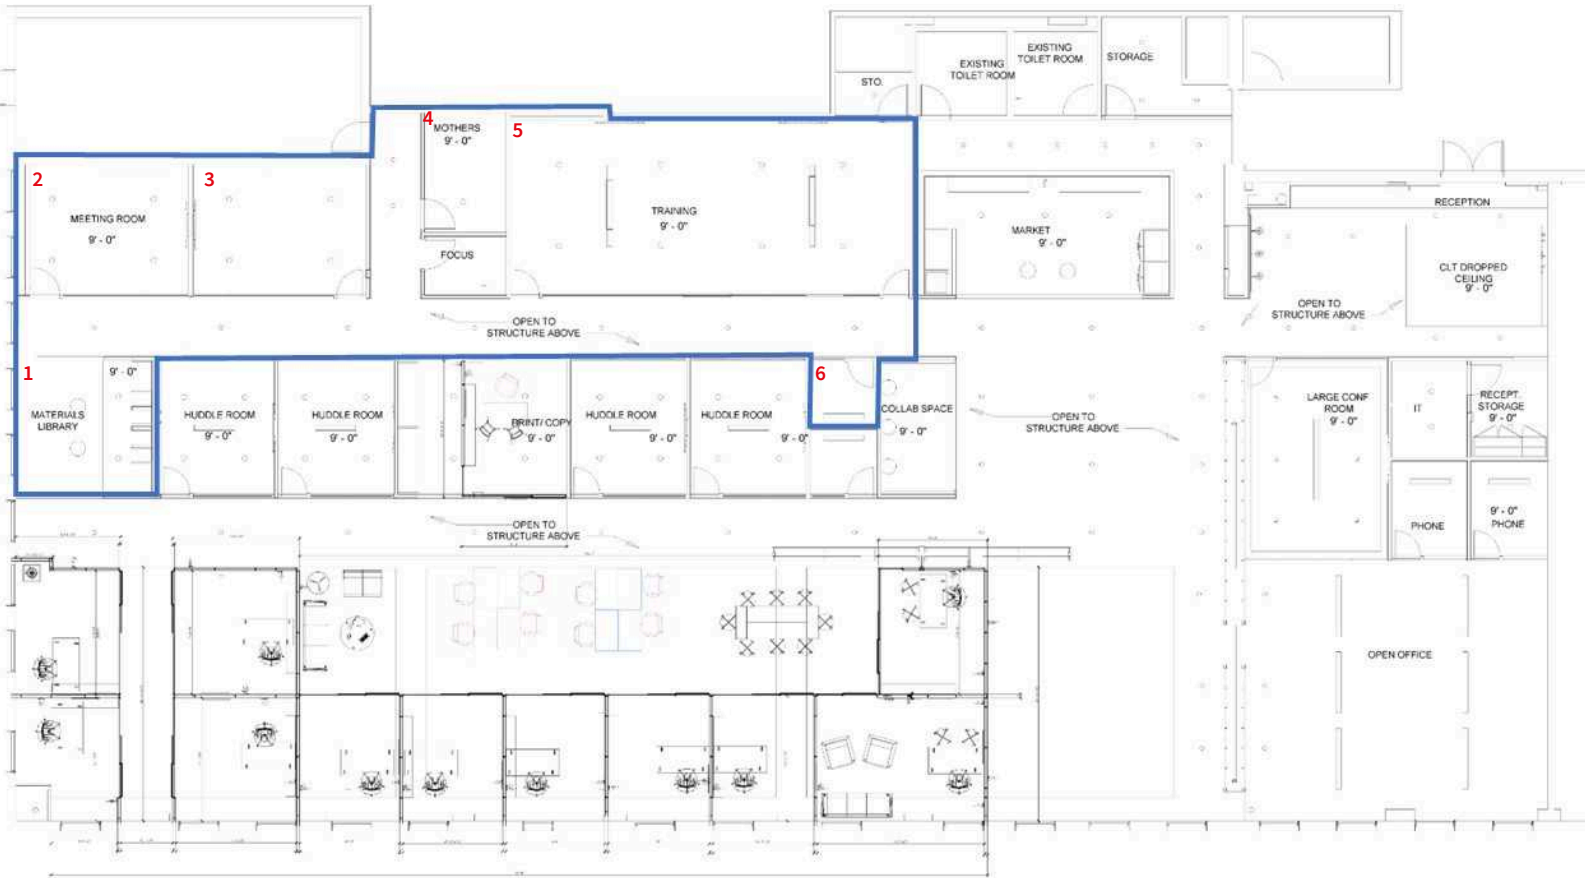 EXISTING
TOILET ROOM
EXISTING
TOILET ROOM
STORAGE
STO.
4
MOTHERS
9' - 0"
5
2
3
MEETING ROOM
9' - 0"
TRAINING
9' - 0"
FOCUS
MARKET
9' - 0"
RECEPTION
CLT DROPPED
CEILING
9' - 0"
OPEN TO
STRUCTURE ABOVE
OPEN TO
STRUCTURE ABOVE
1
9' - 0"
MATERIALS
LIBRARY
HUDDLE ROOM
9' - 0"
HUDDLE ROOM
9' - 0"
PRINT/ COPY
9' - 0"
HUDDLE ROOM
9' - 0"
HUDDLE ROOM
9' - 0"
6
COLLAB SPACE
9' - 0"
OPEN TO
STRUCTURE ABOVE
LARGE CONF
ROOM
9' - 0"
IT
RECEPT.
STORAGE
9' - 0"
OPEN TO
STRUCTURE ABOVE
PHONE
9' - 0"
PHONE
OPEN OFFICE